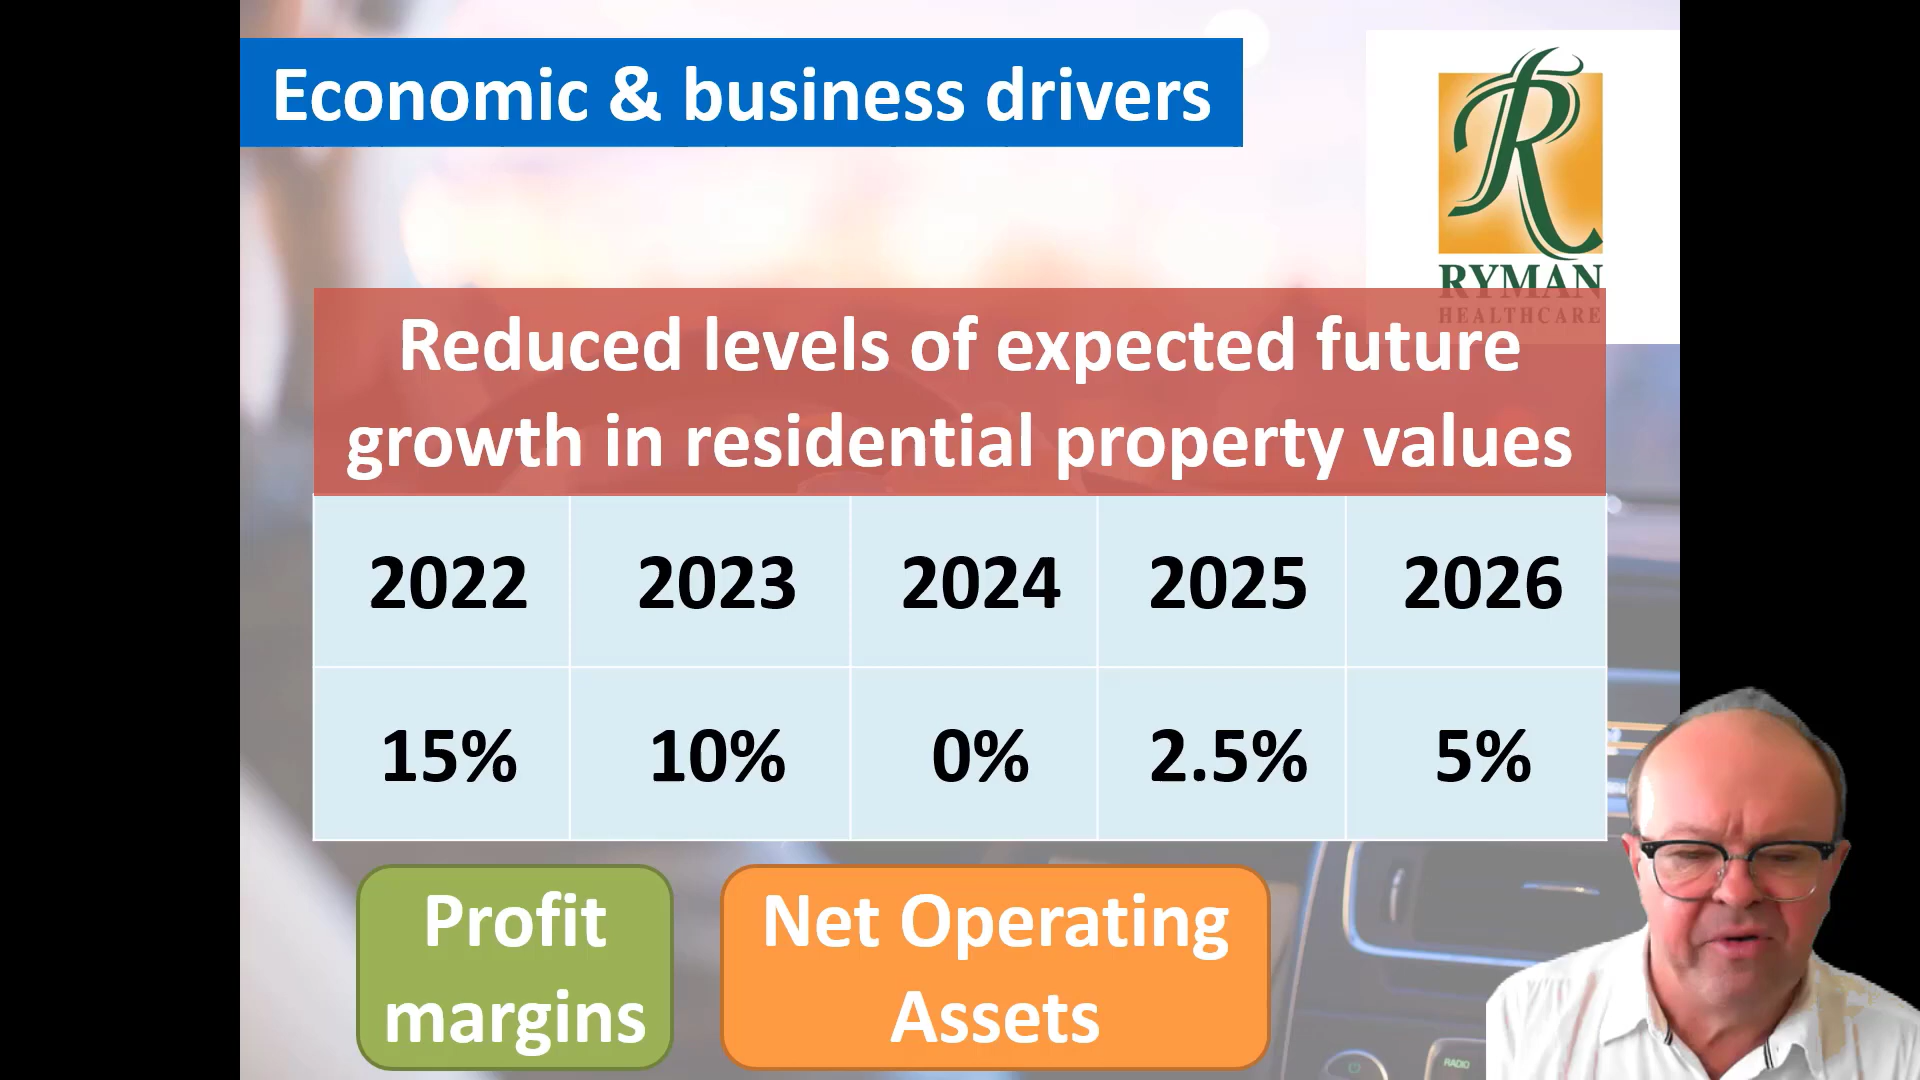 Economic & business drivers
RYMAN
HEALTHCARE
Reduced levels of expected future
growth in residential property values
2022 2023 2024 2025 2026
15% 10% 0% 2.5% 5%
Profit
margins
Net Operating
Assets
RADIO